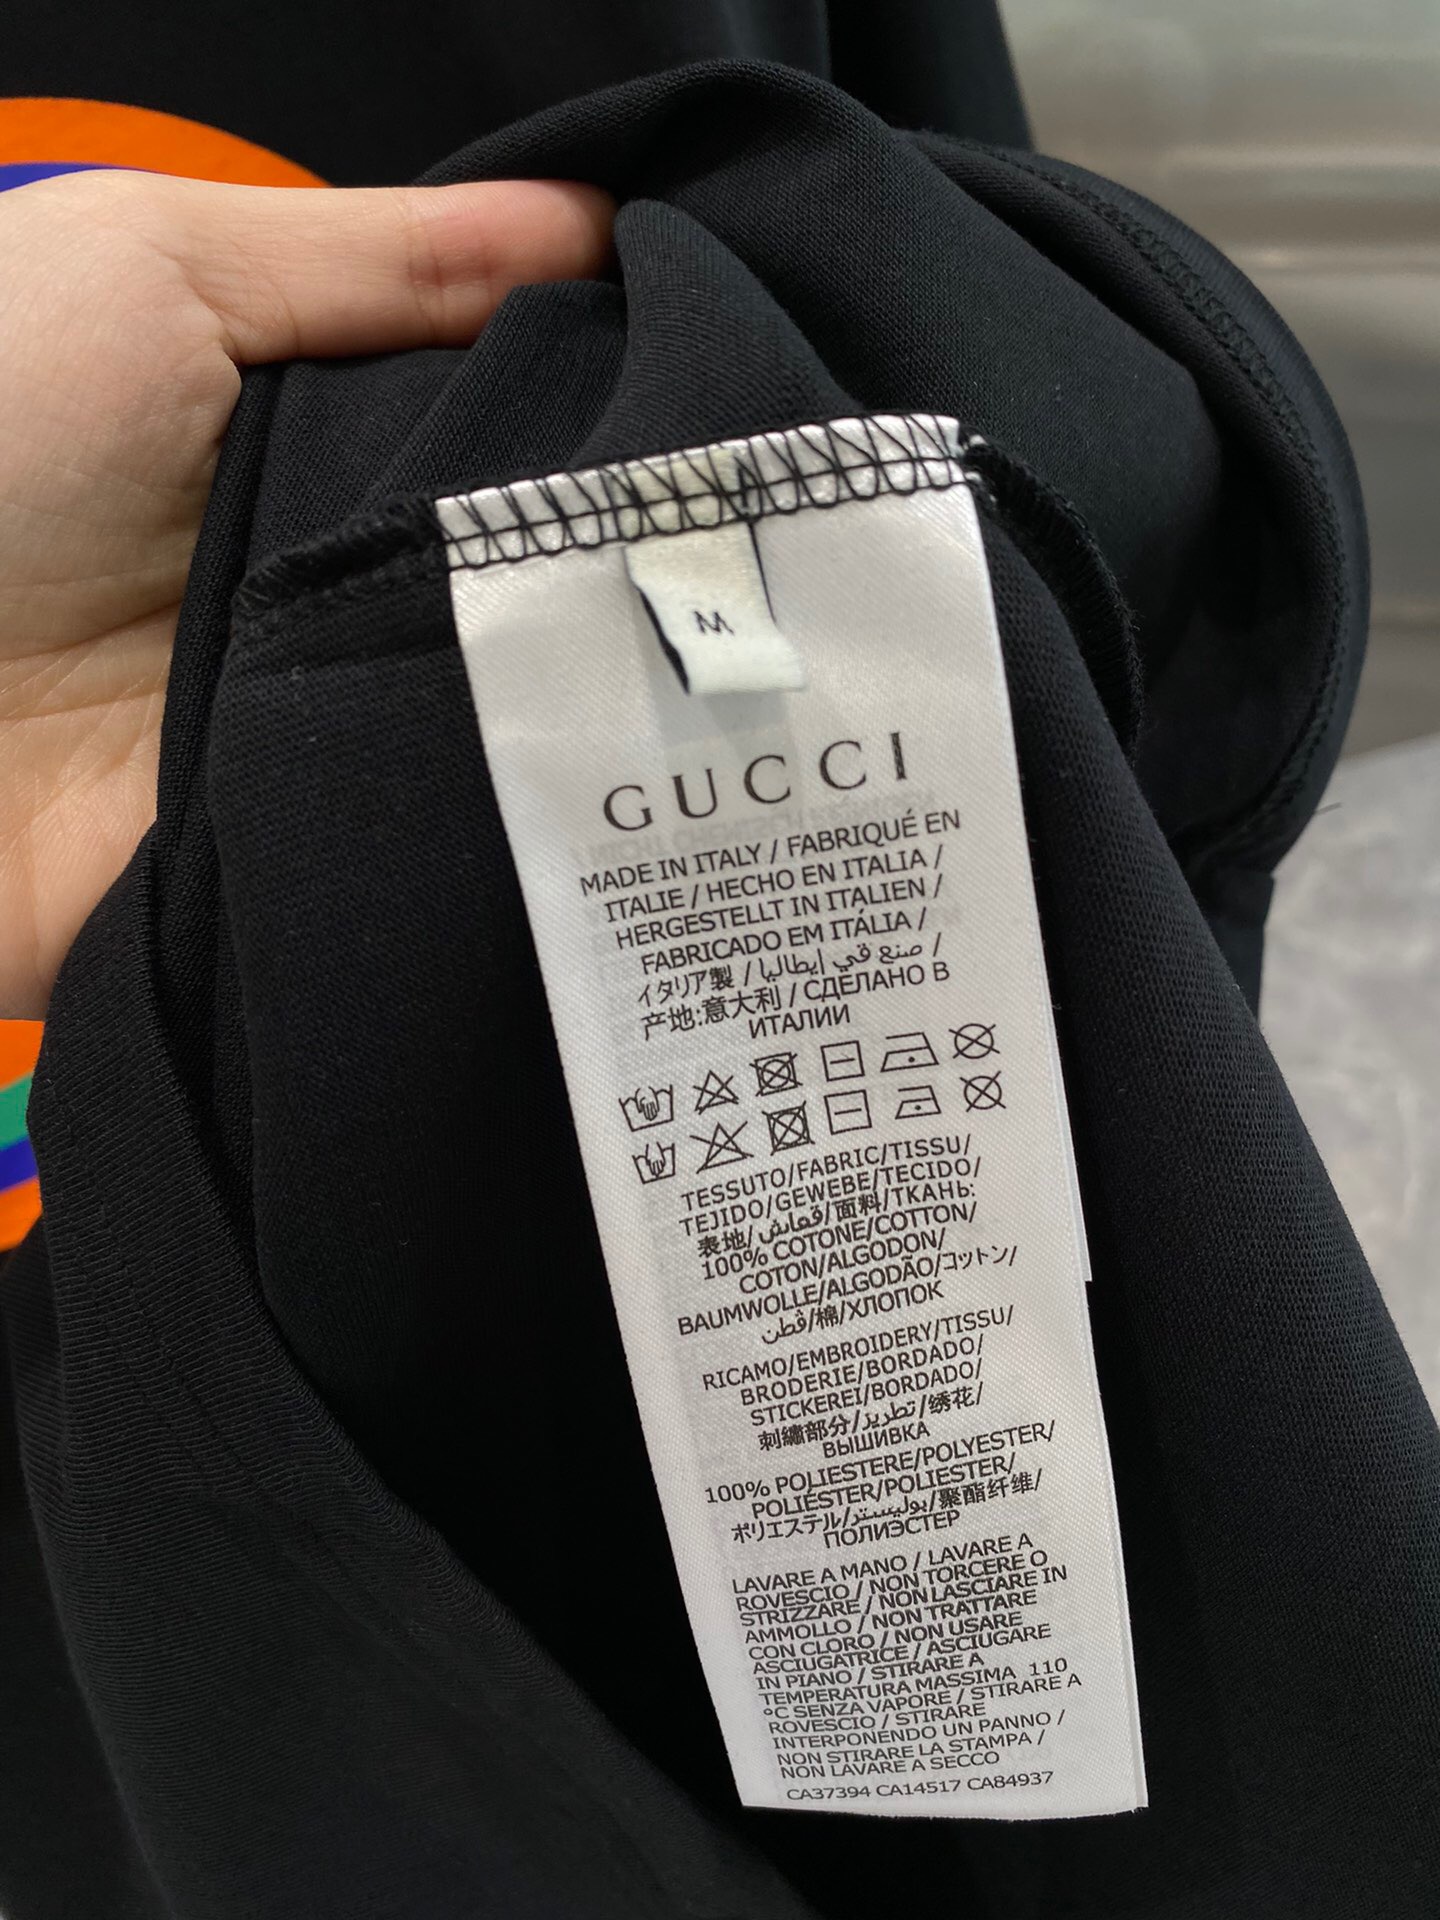 M
GUCCI
MADE IN ITALY / FABRIQUÉ EN
ITALIE / HECHO EN ITALIA /
HERGESTELLT IN ITALIEN /
FABRICADO EM ITÁLIA /
イタリア製 / صنع في إيطاليا /
产地:意大利 / СДЕЛАНО В
ИТАЛИИ
TESSUTO/FABRIC/TISSU/
TEJIDO/GEWEBE/TECIDO/
表地/قماش/面料/ТКАНЬ:
100% COTONE/COTTON/
COTON/ALGODON/
BAUMWOLLE/ALGODÃO/コットン/
قطن/棉/ХЛОПОК
RICAMO/EMBROIDERY/TISSU/
BRODERIE/BORDADO/
STICKEREI/BORDADO/
刺繍部分/تطريز/绣花/
ВЫШИВКА
100% POLIESTERE/POLYESTER/
POLIÉSTER/POLIESTER/
ポリエステル/بوليستر/聚酯纤维/
ПОЛИЭСТЕР
LAVARE A MANO / LAVARE A
ROVESCIO / NON TORCERE O
STRIZZARE / NON LASCIARE IN
AMMOLLO / NON TRATTARE
CON CLORO / NON USARE
ASCIUGATRICE / ASCIUGARE
IN PIANO / STIRARE A
TEMPERATURA MASSIMA 110
°C SENZA VAPORE / STIRARE A
ROVESCIO / STIRARE
INTERPONENDO UN PANNO /
NON STIRARE LA STAMPA /
NON LAVARE A SECCO
CA37394 CA14517 CA84937